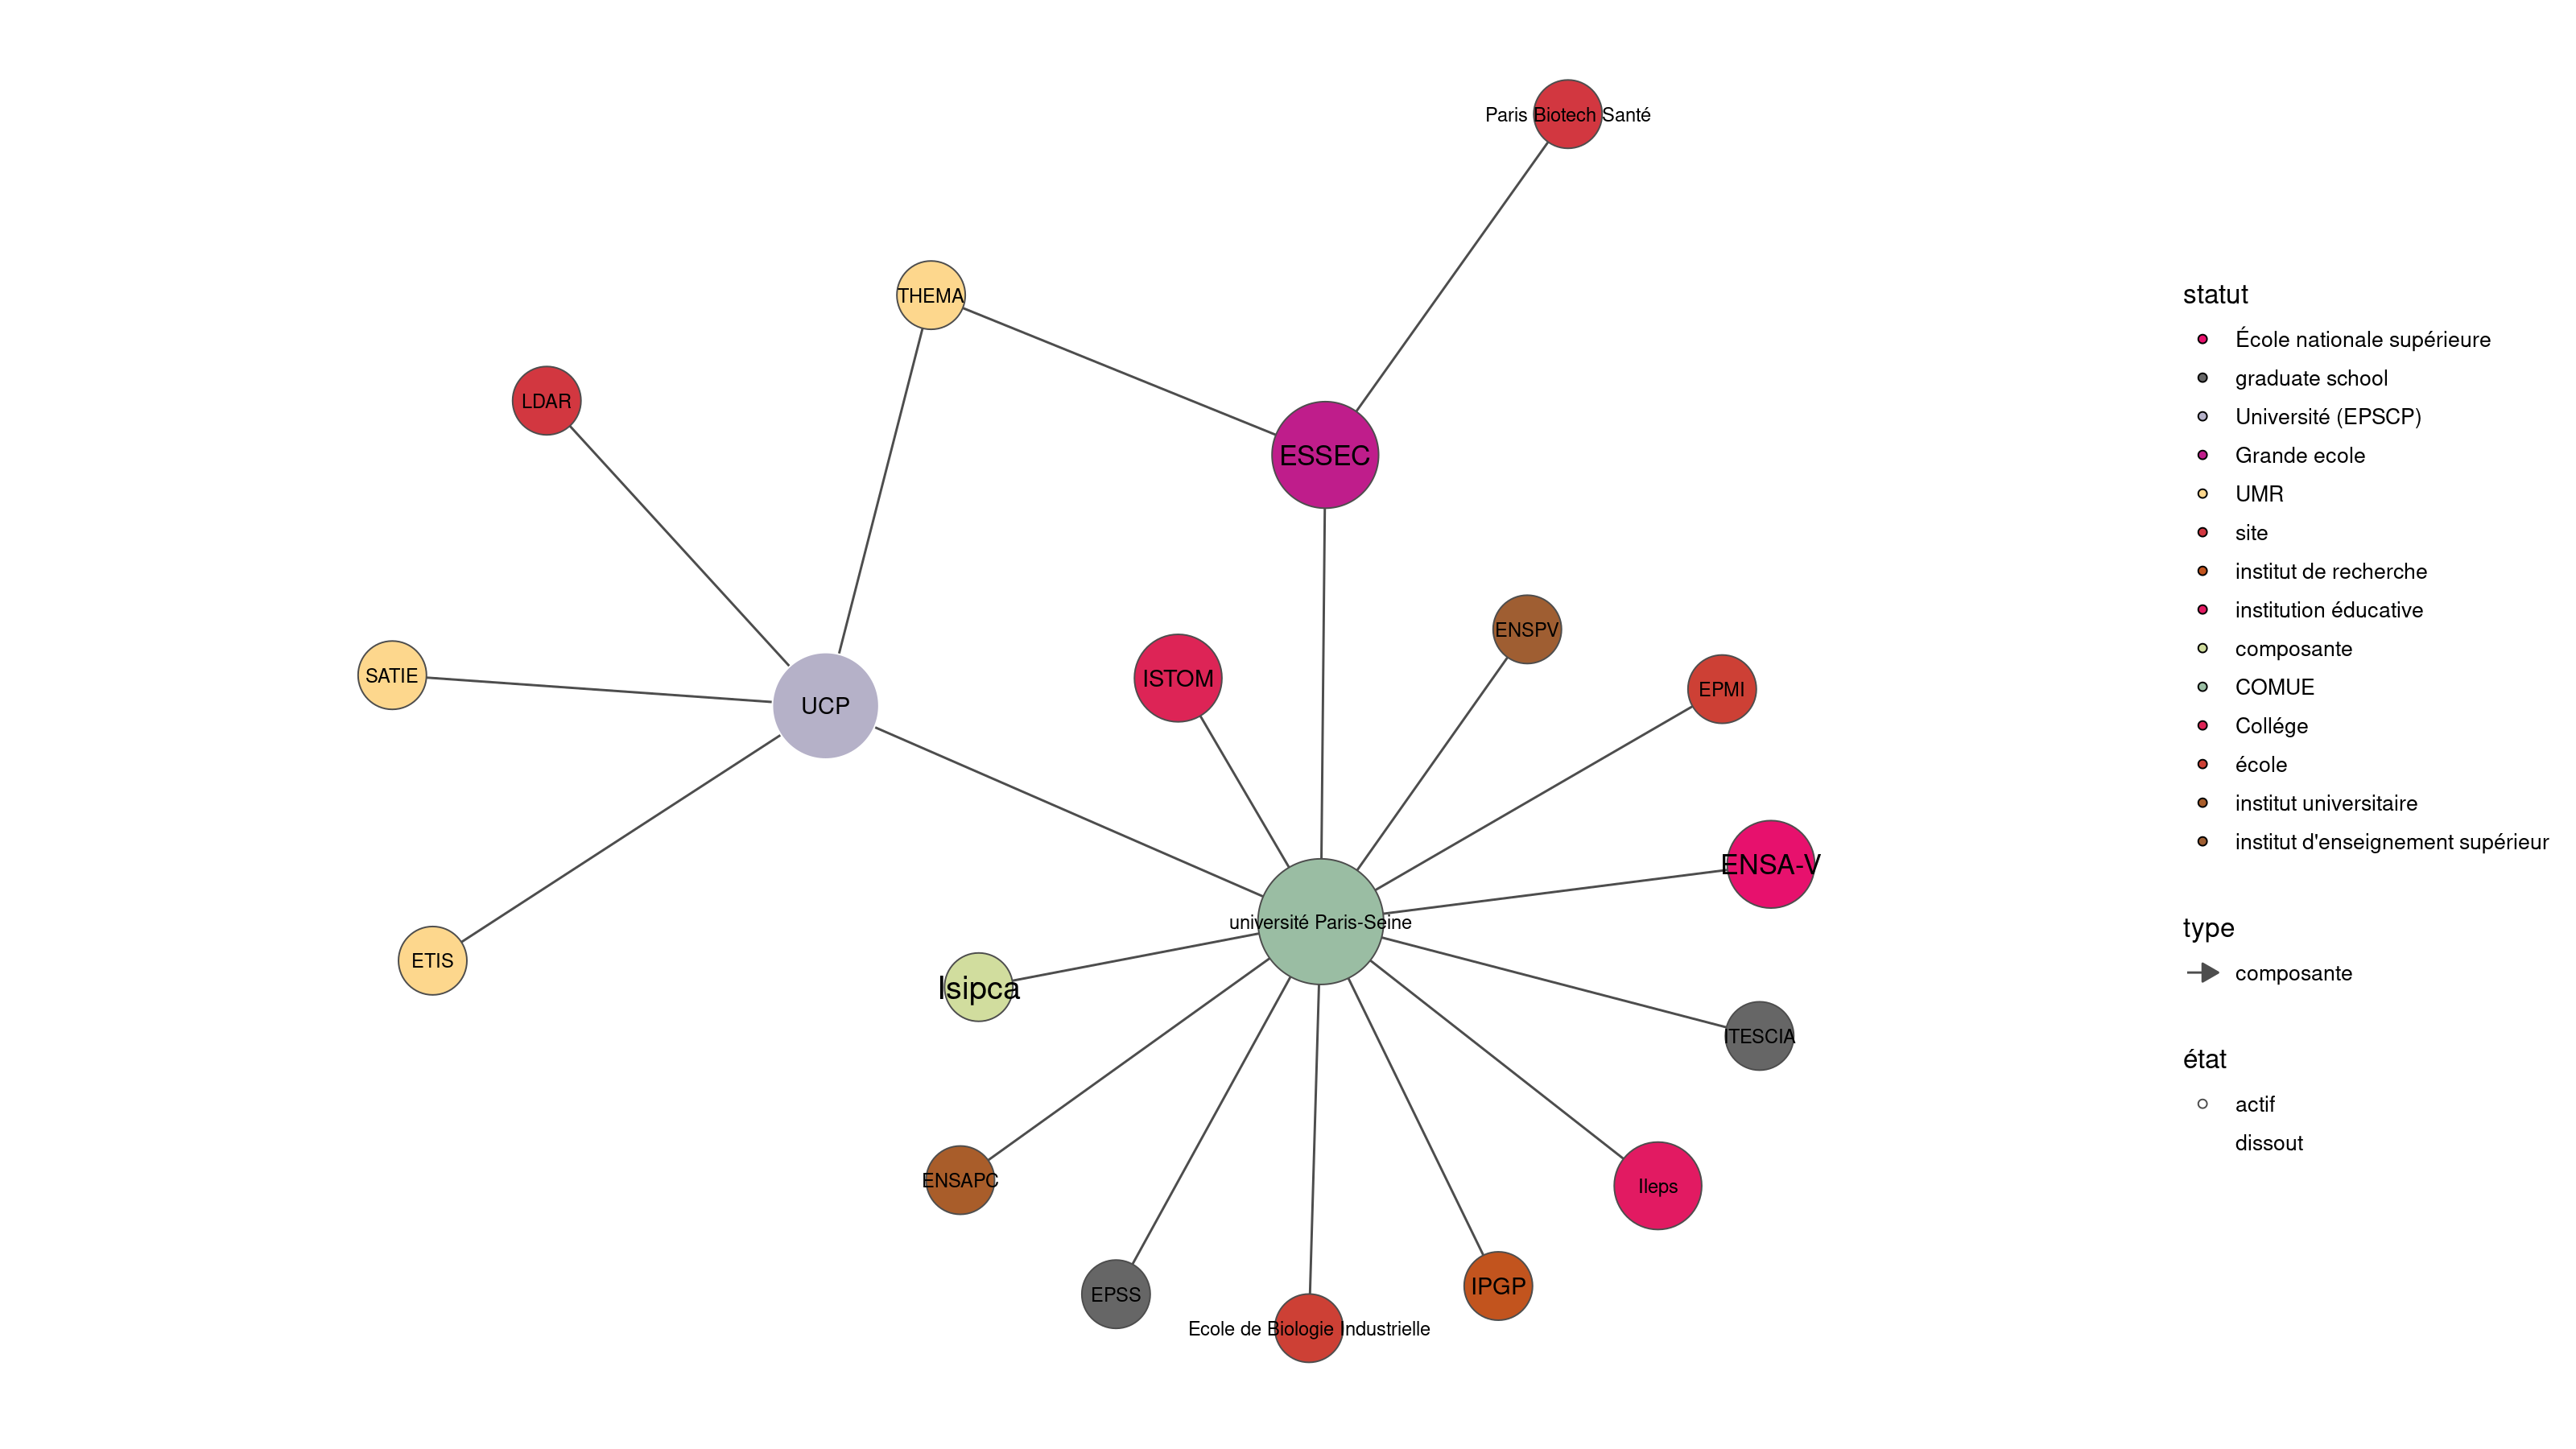 Paris Biotech Santé
THEMA
LDAR
ESSEC
ENSPV
SATIE
ISTOM
EPMI
UCP
ENSA-V
université Paris-Seine
ETIS
Isipca
ITESCIA
ENSAPC
Ileps
IPGP
EPSS
Ecole de Biologie Industrielle
statut
École nationale supérieure
graduate school
Université (EPSCP)
Grande ecole
UMR
site
institut de recherche
institution éducative
composante
COMUE
Collége
école
institut universitaire
institut d'enseignement supérieur
type
composante
état
actif
dissout